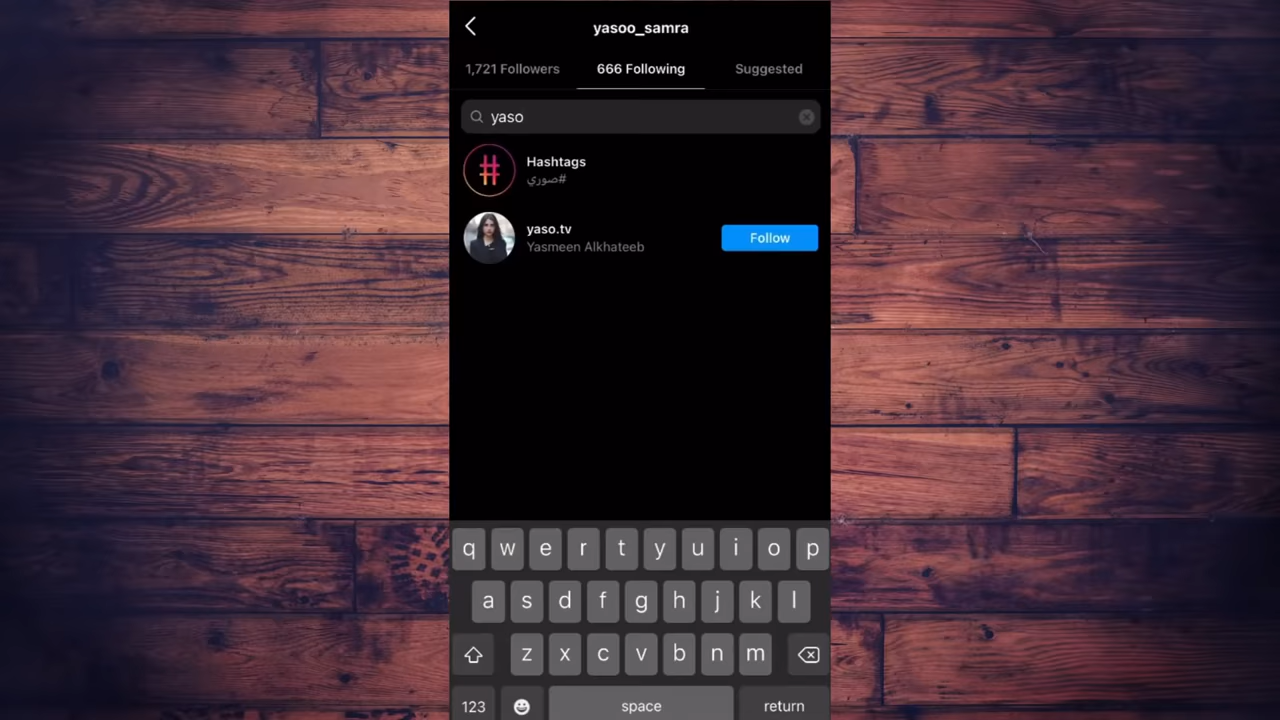 yasoo_samra
1,721 Followers 666 Following Suggested
yaso
Hashtags
#صوري
yaso.tv
Yasmeen Alkhateeb
Follow
q w e r t y u i o p
a s d f g h j k l
z x c v b n m
123 space return